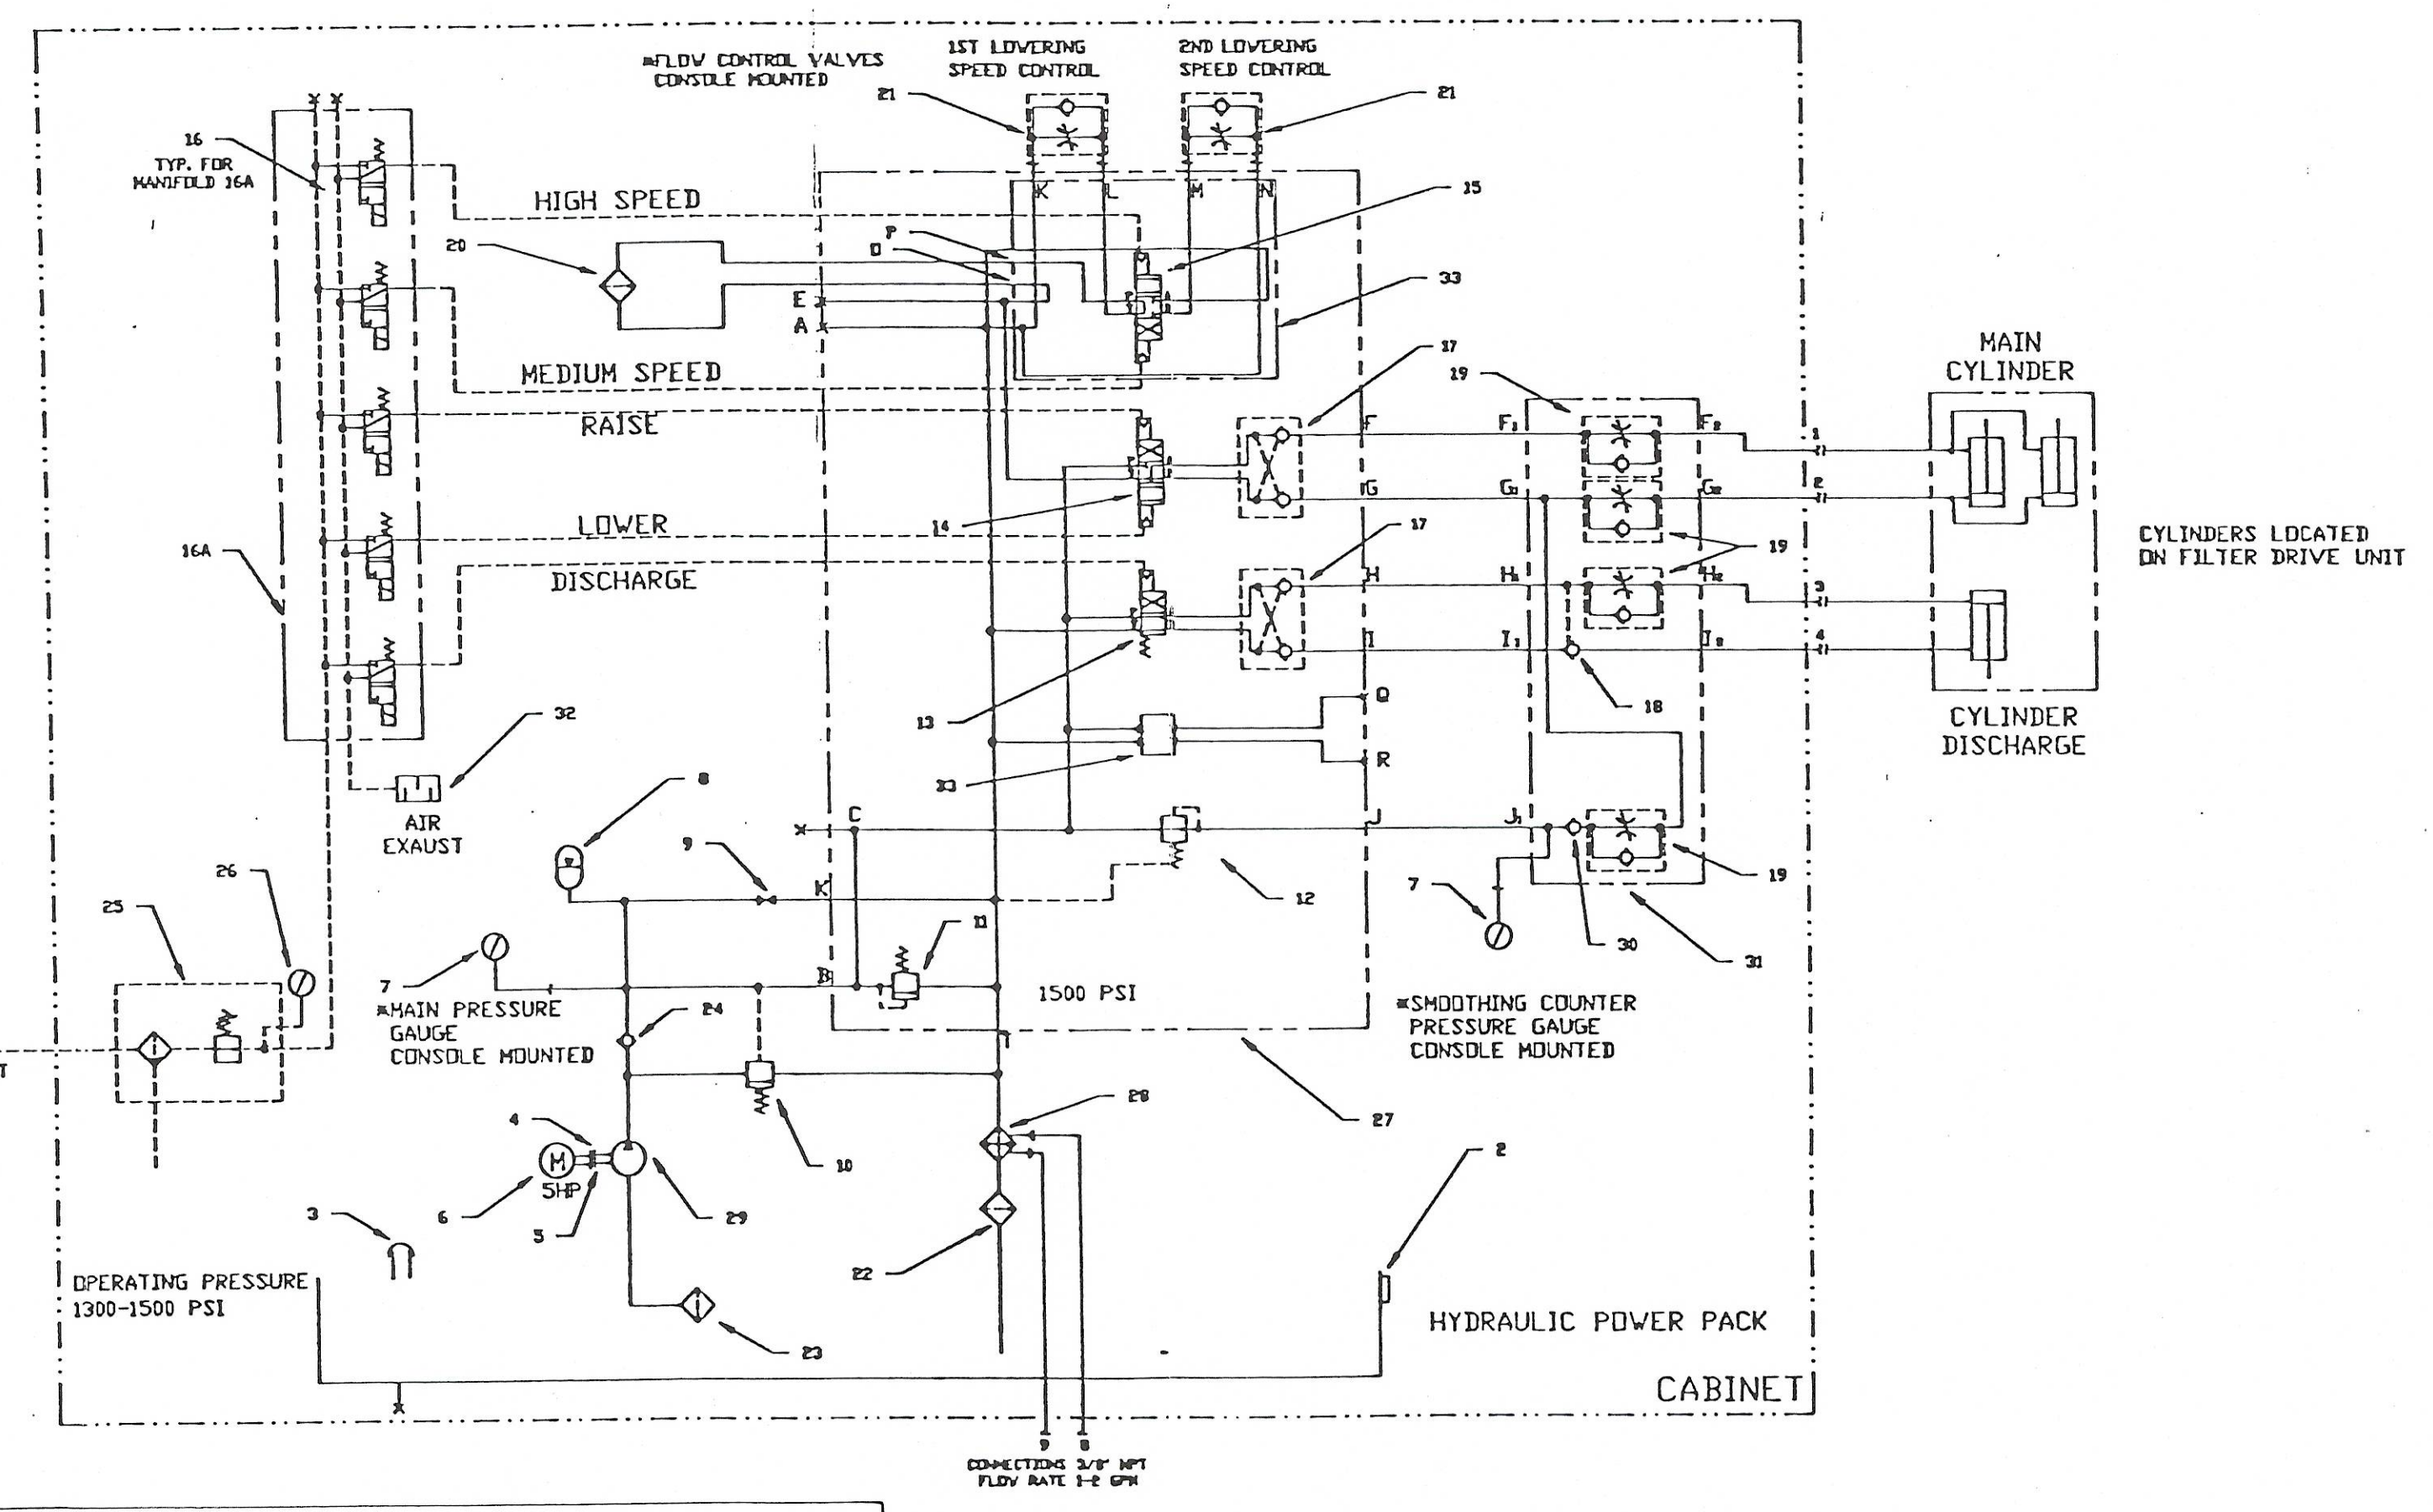 *FLOW CONTROL VALVES
CONSOLE MOUNTED
1ST LOWERING
SPEED CONTROL
2ND LOWERING
SPEED CONTROL
21
21
16
TYP. FOR
MANIFOLD 16A
HIGH SPEED
K
L
M
N
15
20
P
O
E
A
33
MEDIUM SPEED
17
19
MAIN
CYLINDER
RAISE
F
F1
F2
1
G
G1
G2
2
14
LOWER
17
19
16A
CYLINDERS LOCATED
ON FILTER DRIVE UNIT
DISCHARGE
H
H1
H2
3
I
I1
I2
4
13
18
Q
R
CYLINDER
DISCHARGE
32
8
33
AIR
EXAUST
C
J
J1
9
K
12
7
19
26
25
11
30
31
7
B
1500 PSI
*MAIN PRESSURE
GAUGE
CONSOLE MOUNTED
24
*SMOOTHING COUNTER
PRESSURE GAUGE
CONSOLE MOUNTED
T
4
28
27
M
5HP
10
2
3
6
5
29
22
OPERATING PRESSURE
1300-1500 PSI
23
HYDRAULIC POWER PACK
CABINET
9
8
CONNECTIONS 3/8" NPT
FLOW RATE 1-2 GPM